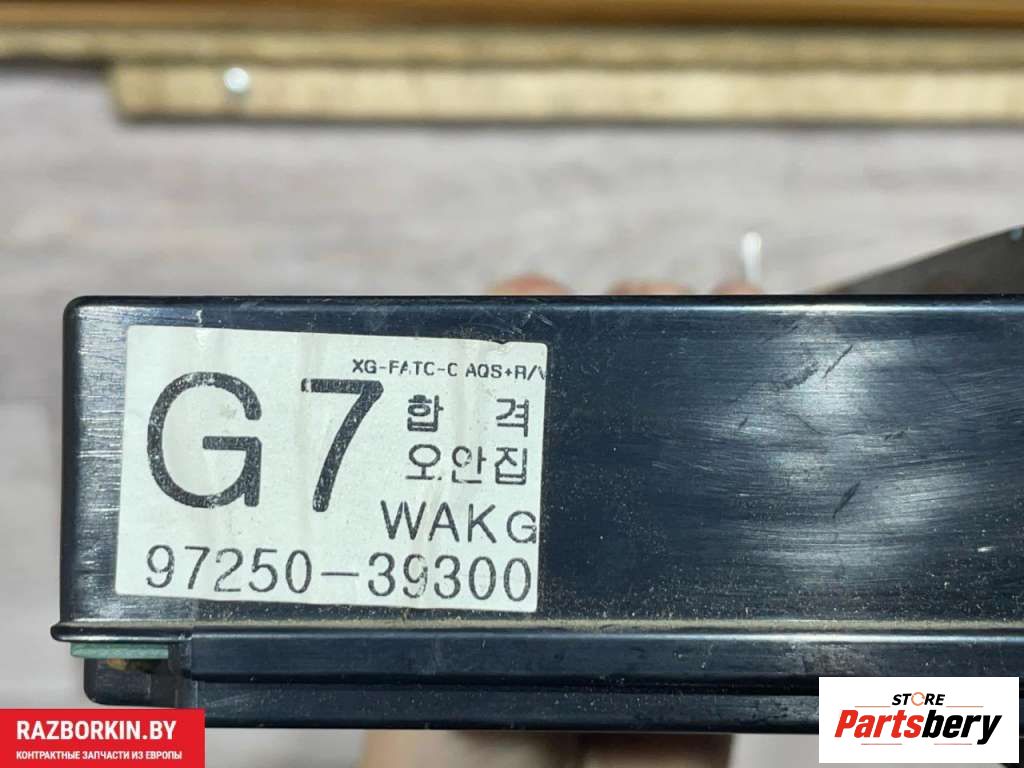 XG-FATC-C AQS+R/V
G7
합 격
오안집
WAKG
97250-39300
RAZBORKIN.BY
КОНТРАКТНЫЕ ЗАПЧАСТИ ИЗ ЕВРОПЫ
STORE
Partsbery